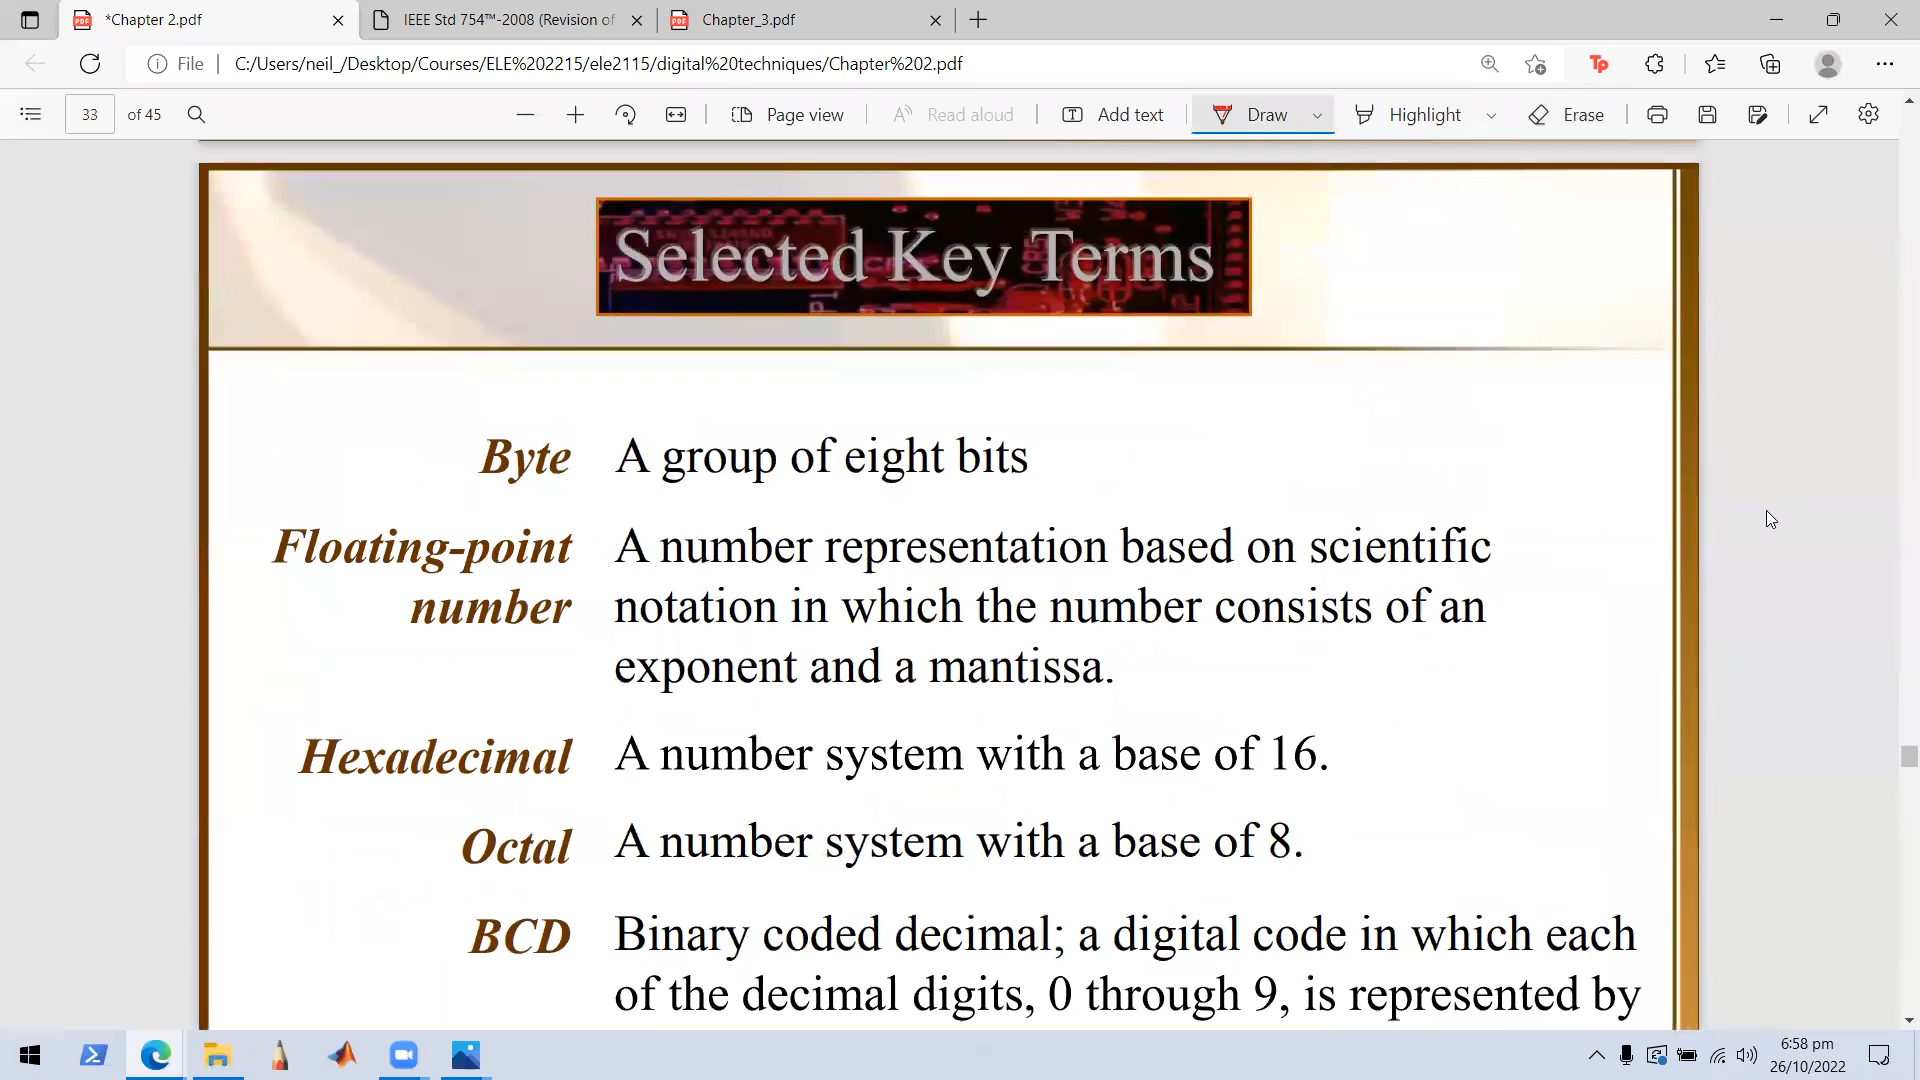 *Chapter 2.pdf
IEEE Std 754™-2008 (Revision of
Chapter_3.pdf
File
C:/Users/neil_/Desktop/Courses/ELE%202215/ele2115/digital%20techniques/Chapter%202.pdf
33 of 45
Page view
Read aloud
Add text
Draw
Highlight
Erase
Selected Key Terms
Byte A group of eight bits
Floating-point A number representation based on scientific
number notation in which the number consists of an
exponent and a mantissa.
Hexadecimal A number system with a base of 16.
Octal A number system with a base of 8.
BCD Binary coded decimal; a digital code in which each
of the decimal digits, 0 through 9, is represented by
6:58 pm
26/10/2022